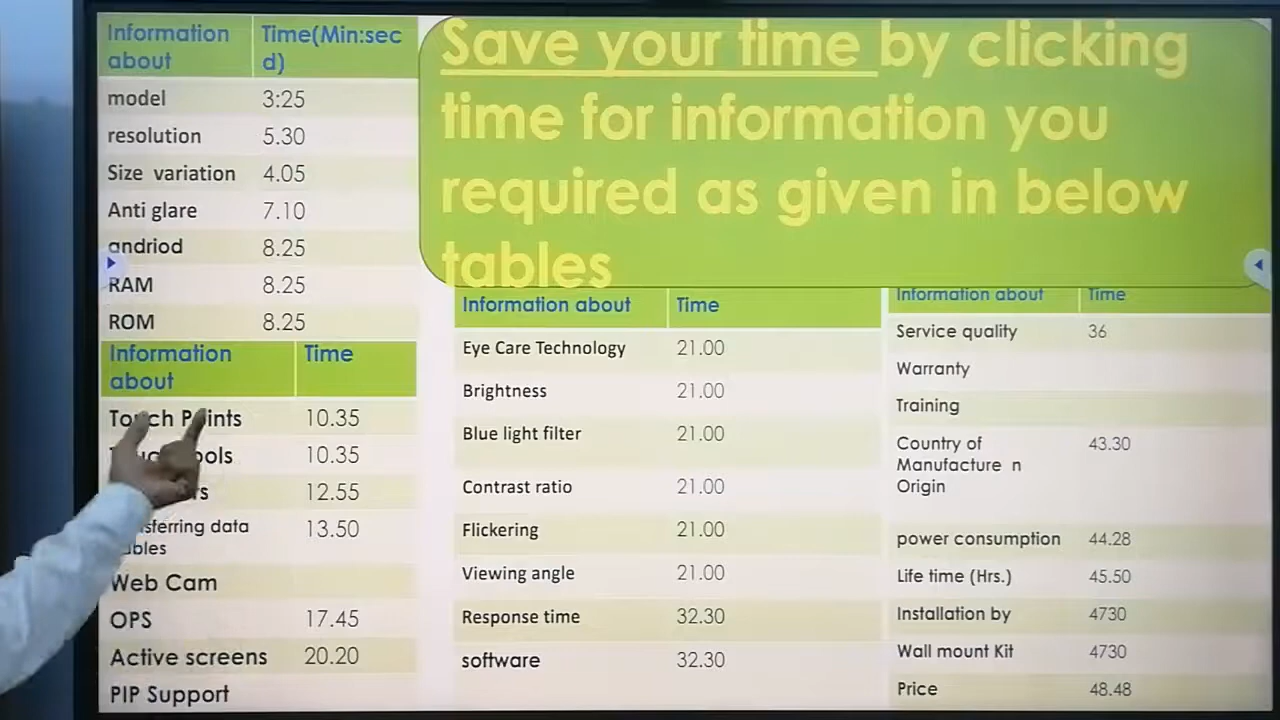 Save your time by clicking
time for information you
required as given in below
tables
Information about Time(Min:sec
d)
model 3:25
resolution 5.30
Size variation 4.05
Anti glare 7.10
andriod 8.25
RAM 8.25
ROM 8.25
Information about Time
Touch Points 10.35
10.35
12.55
data 13.50
Web Cam
OPS 17.45
Active screens 20.20
PIP Support
Information about Time
Eye Care Technology 21.00
Brightness 21.00
Blue light filter 21.00
Contrast ratio 21.00
Flickering 21.00
Viewing angle 21.00
Response time 32.30
software 32.30
Information about Time
Service quality 36
Warranty
Training
Country of 43.30
Manufacture n
Origin
power consumption 44.28
Life time (Hrs.) 45.50
Installation by 4730
Wall mount Kit 4730
Price 48.48